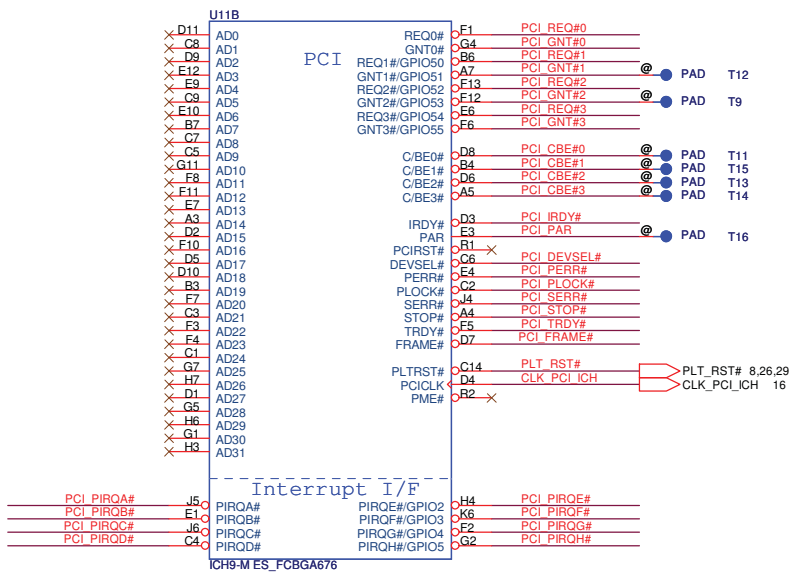 U11B
PCI
D11 AD0 REQ0# F1 PCI_REQ#0
C8 AD1 GNT0# G4 PCI_GNT#0
D9 AD2 REQ1#/GPIO50 B6 PCI_REQ#1
E12 AD3 GNT1#/GPIO51 A7 PCI_GNT#1 @ PAD T12
E9 AD4 REQ2#/GPIO52 F13 PCI_REQ#2
C9 AD5 GNT2#/GPIO53 F12 PCI_GNT#2 @ PAD T9
E10 AD6 REQ3#/GPIO54 E6 PCI_REQ#3
B7 AD7 GNT3#/GPIO55 F6 PCI_GNT#3
C7 AD8
C5 AD9 C/BE0# D8 PCI_CBE#0 @ PAD T11
G11 AD10 C/BE1# B4 PCI_CBE#1 @ PAD T15
F8 AD11 C/BE2# D6 PCI_CBE#2 @ PAD T13
F11 AD12 C/BE3# A5 PCI_CBE#3 @ PAD T14
E7 AD13
A3 AD14 IRDY# D3 PCI_IRDY#
D2 AD15 PAR E3 PCI_PAR @ PAD T16
F10 AD16 PCIRST# R1
D5 AD17 DEVSEL# C6 PCI_DEVSEL#
D10 AD18 PERR# E4 PCI_PERR#
B3 AD19 PLOCK# C2 PCI_PLOCK#
F7 AD20 SERR# J4 PCI_SERR#
C3 AD21 STOP# A4 PCI_STOP#
F3 AD22 TRDY# F5 PCI_TRDY#
F4 AD23 FRAME# D7 PCI_FRAME#
C1 AD24
G7 AD25 PLTRST# C14 PLT_RST# PLT_RST# 8,26,29
H7 AD26 PCICLK D4 CLK_PCI_ICH CLK_PCI_ICH 16
D1 AD27 PME# R2
G5 AD28
H6 AD29
G1 AD30
H3 AD31
Interrupt I/F
PCI_PIRQA# J5 PIRQA# PIRQE#/GPIO2 H4 PCI_PIRQE#
PCI_PIRQB# E1 PIRQB# PIRQF#/GPIO3 K6 PCI_PIRQF#
PCI_PIRQC# J6 PIRQC# PIRQG#/GPIO4 F2 PCI_PIRQG#
PCI_PIRQD# C4 PIRQD# PIRQH#/GPIO5 G2 PCI_PIRQH#
ICH9-M ES_FCBGA676